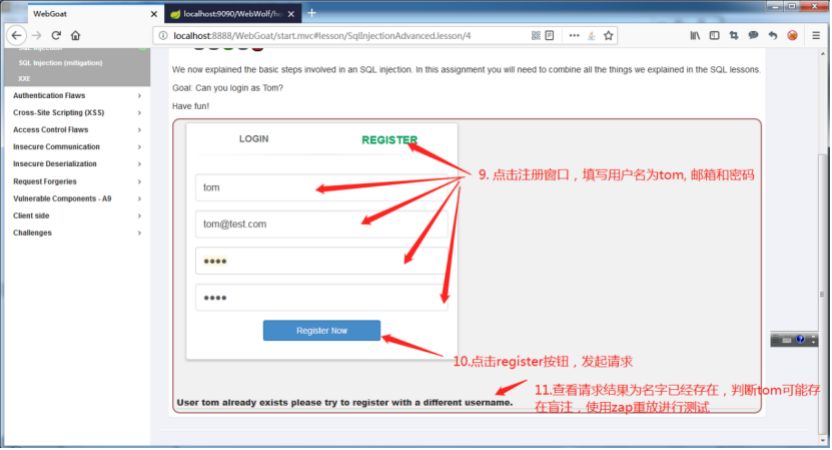 WebGoat
localhost:9090/WebWolf/h
localhost:8888/WebGoat/start.mvc#lesson/SqlInjectionAdvanced.lesson/4
SQL Injection
SQL Injection (mitigation)
XXE
Authentication Flaws
Cross-Site Scripting (XSS)
Access Control Flaws
Insecure Communication
Insecure Deserialization
Request Forgeries
Vulnerable Components - A9
Client side
Challenges
We now explained the basic steps involved in an SQL injection. In this assignment you will need to combine all the things we explained in the SQL lessons.
Goal: Can you login as Tom?
Have fun!
LOGIN
REGISTER
tom
tom@test.com
Register Now
User tom already exists please try to register with a different username.
9. 点击注册窗口，填写用户名为tom, 邮箱和密码
10.点击register按钮，发起请求
11.查看请求结果为名字已经存在，判断tom可能存
在盲注，使用zap重放进行测试